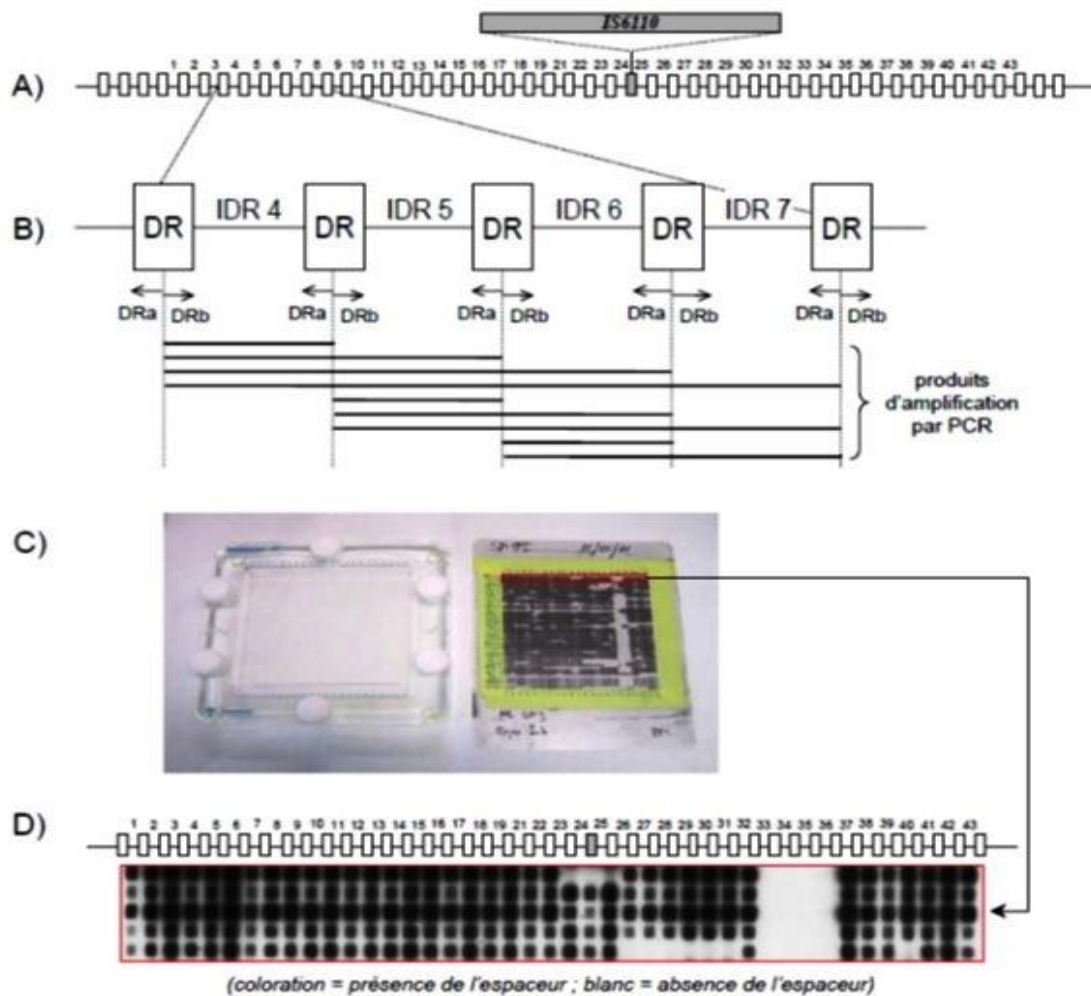 IS6110
A)
1 2 3 4 5 6 7 8 9 10 11 12 13 14 15 16 17 18 19 20 21 22 23 24 25 26 27 28 29 30 31 32 33 34 35 36 37 38 39 40 41 42 43
B)
DR IDR 4 DR IDR 5 DR IDR 6 DR IDR 7 DR
DRa DRb DRa DRb DRa DRb DRa DRb DRa DRb
produits
d'amplification
par PCR
C)
D)
1 2 3 4 5 6 7 8 9 10 11 12 13 14 15 16 17 18 19 20 21 22 23 24 25 26 27 28 29 30 31 32 33 34 35 36 37 38 39 40 41 42 43
(coloration = présence de l'espaceur ; blanc = absence de l'espaceur)